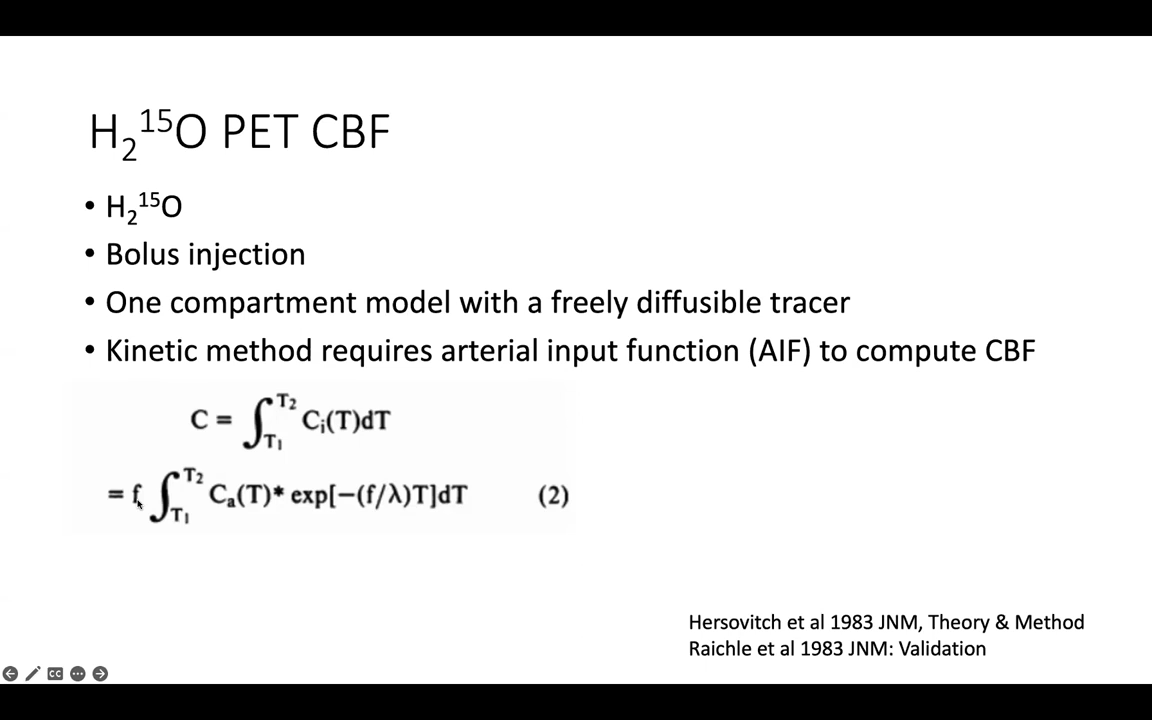 H₂¹⁵O PET CBF
• H₂¹⁵O
• Bolus injection
• One compartment model with a freely diffusible tracer
• Kinetic method requires arterial input function (AIF) to compute CBF
C = ∫_{T₁}^{T₂} Cᵢ(T)dT
= f ∫_{T₁}^{T₂} Cₐ(T)* exp[−(f/λ)T]dT (2)
Hersovitch et al 1983 JNM, Theory & Method
Raichle et al 1983 JNM: Validation
CC